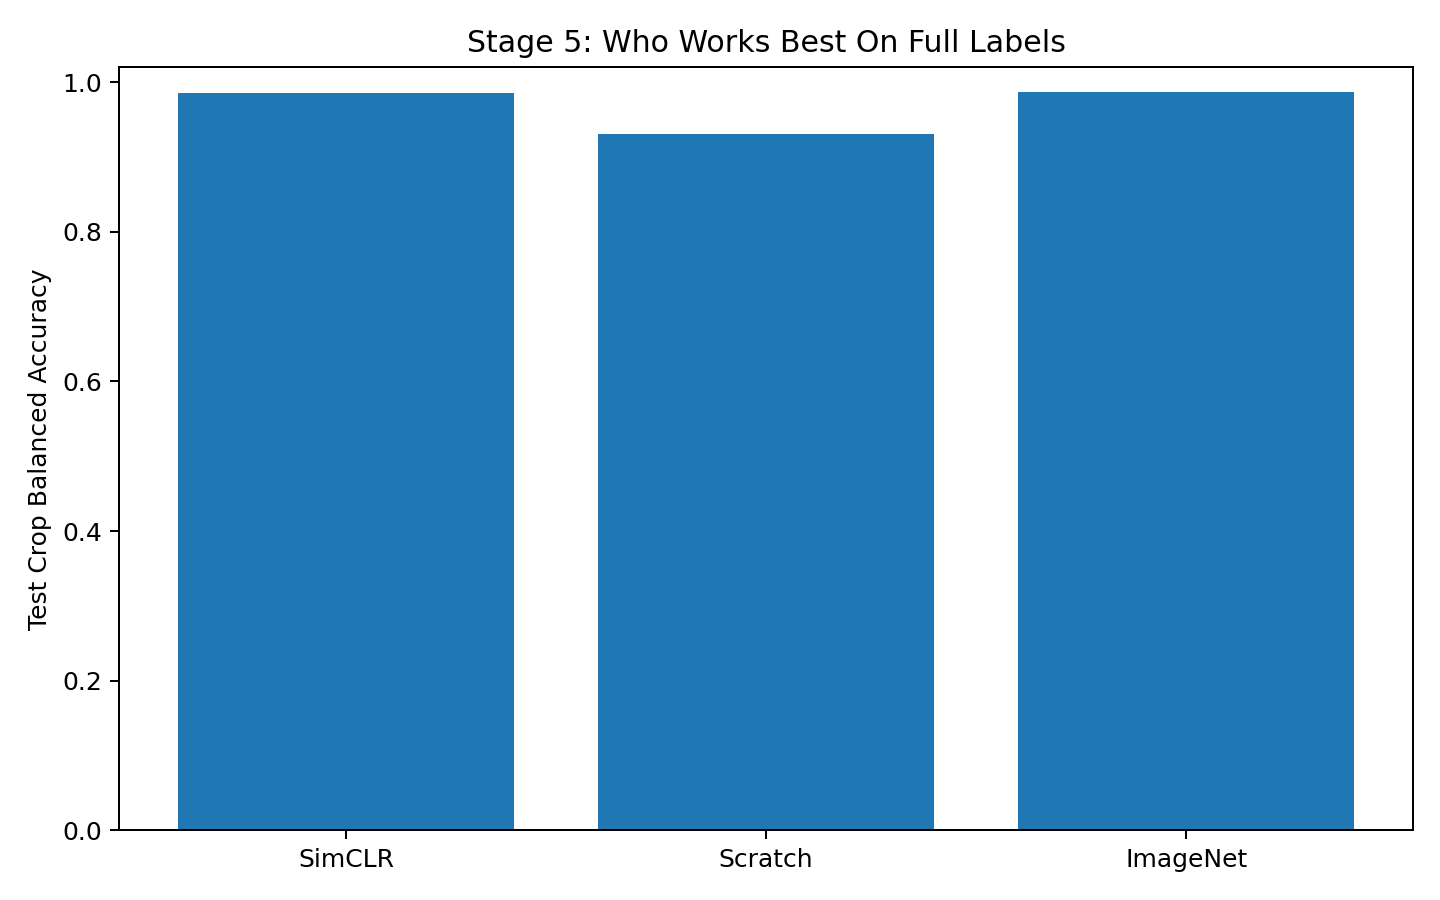 Stage 5: Who Works Best On Full Labels
Test Crop Balanced Accuracy
1.0
0.8
0.6
0.4
0.2
0.0
SimCLR
Scratch
ImageNet